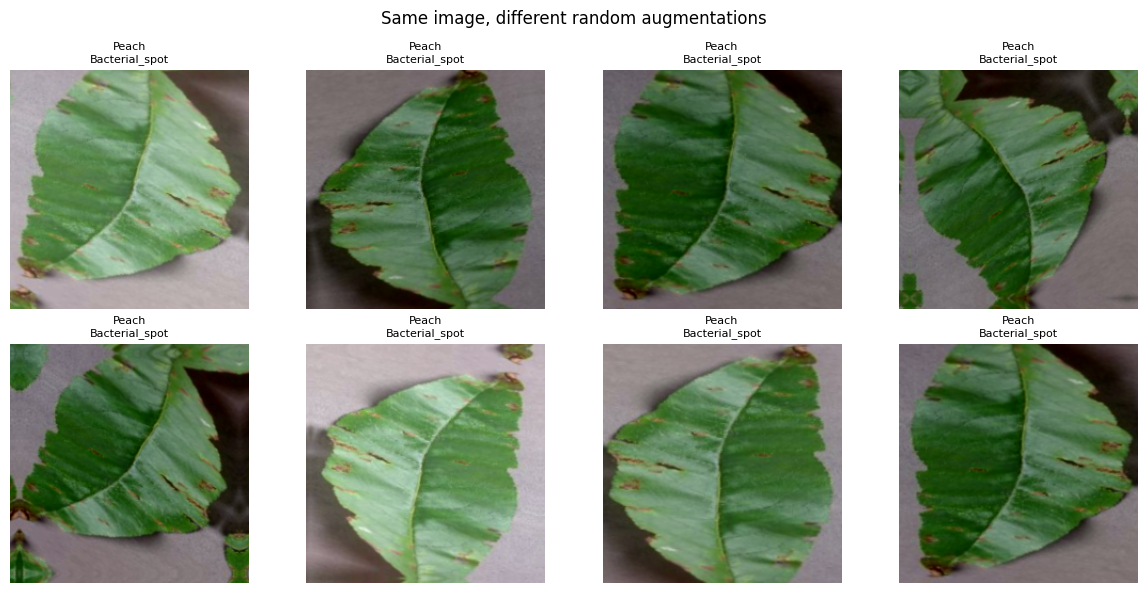 Same image, different random augmentations
Peach
Bacterial_spot
Peach
Bacterial_spot
Peach
Bacterial_spot
Peach
Bacterial_spot
Peach
Bacterial_spot
Peach
Bacterial_spot
Peach
Bacterial_spot
Peach
Bacterial_spot